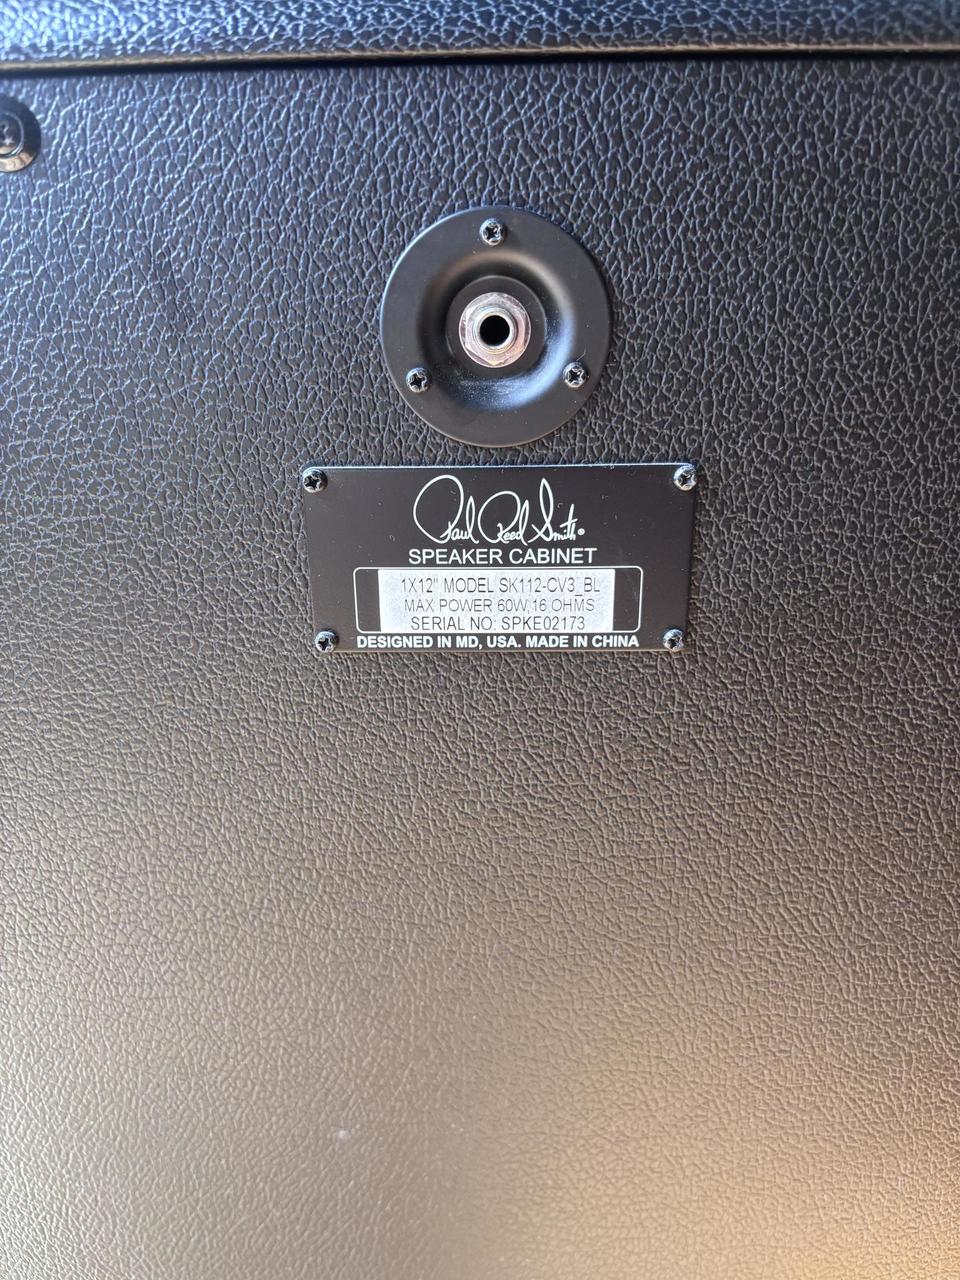 Paul Reed Smith®
SPEAKER CABINET
1X12" MODEL SK112-CV3_BL
MAX POWER 60W,16 OHMS
SERIAL NO: SPKE02173
DESIGNED IN MD, USA. MADE IN CHINA